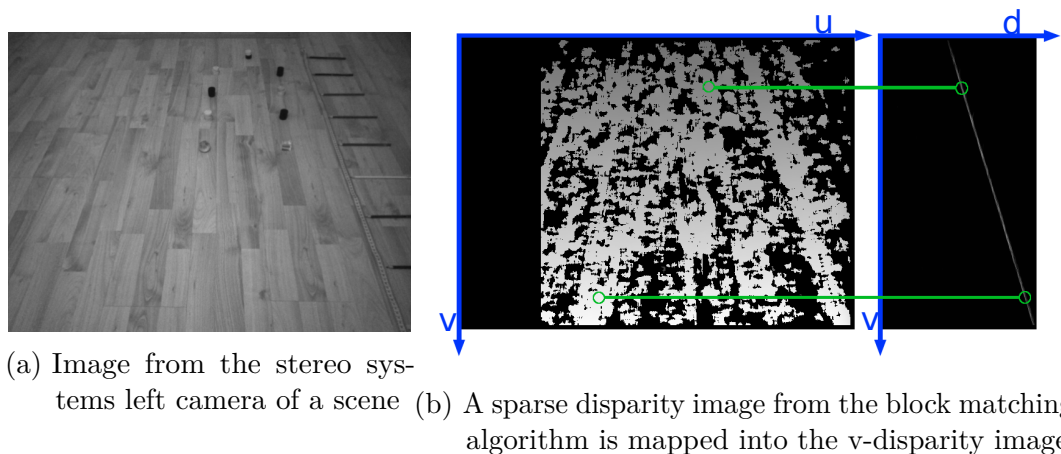 u
d
v
v
(a) Image from the stereo sys-
tems left camera of a scene
(b) A sparse disparity image from the block matching
algorithm is mapped into the v-disparity image